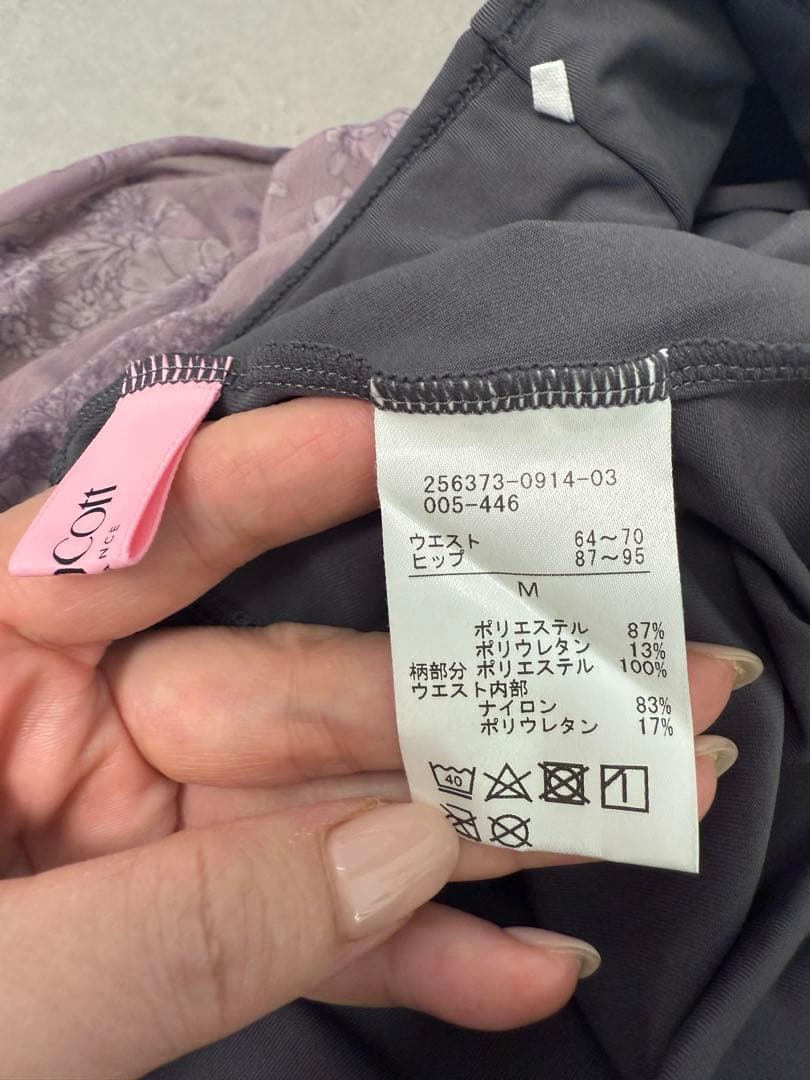 256373-0914-03
005-446
ウエスト 64～70
ヒップ 87～95
M
ポリエステル 87%
ポリウレタン 13%
柄部分 ポリエステル 100%
ウエスト内部
ナイロン 83%
ポリウレタン 17%
40